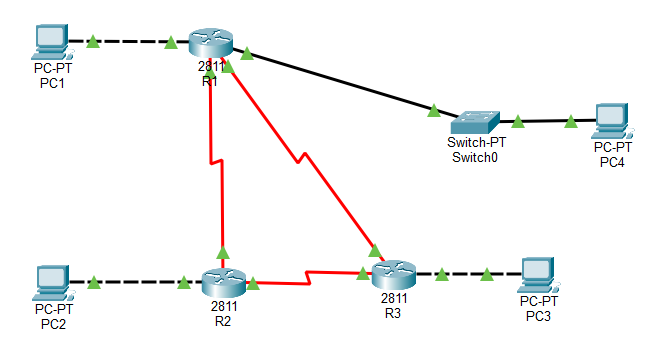 PC-PT
PC1
2811
R1
Switch-PT
Switch0
PC-PT
PC4
PC-PT
PC2
2811
R2
2811
R3
PC-PT
PC3